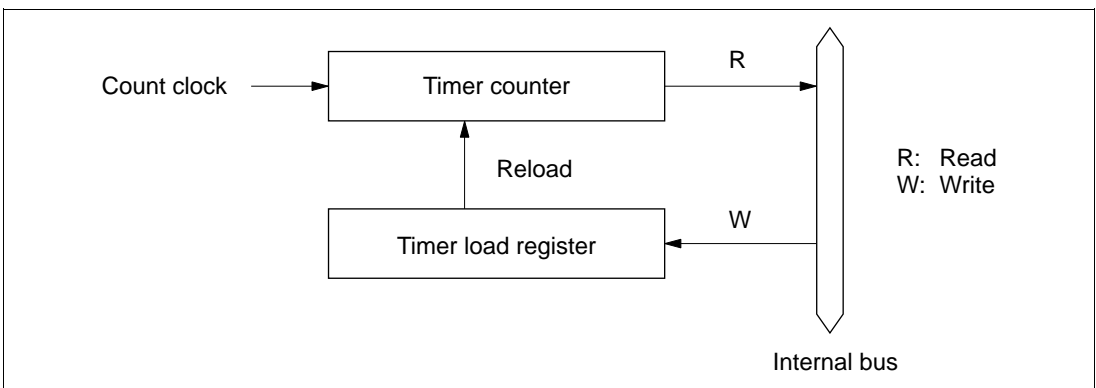 R
Count clock
Timer counter
Reload
R: Read
W: Write
W
Timer load register
Internal bus